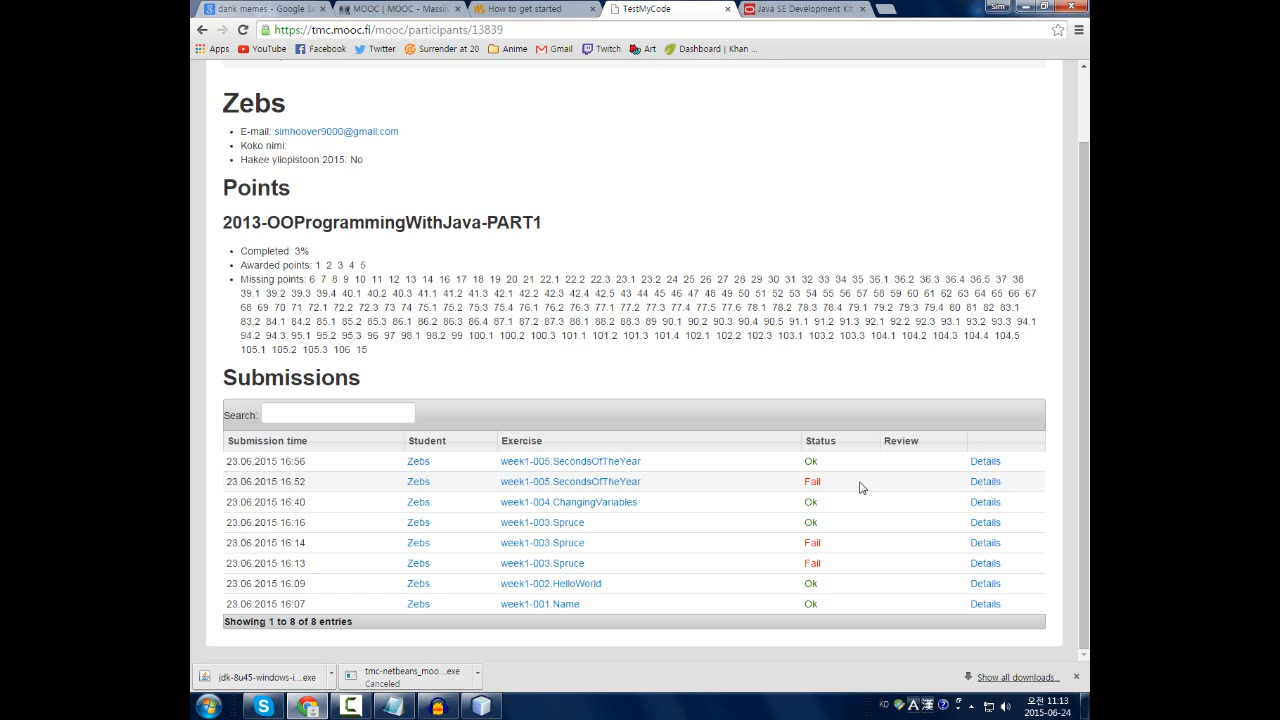 dank memes - Google Se
MOOC | MOOC - Massiv
How to get started
TestMyCode
Java SE Development Ki
Sim
https://tmc.mooc.fi/mooc/participants/13839
Apps YouTube Facebook Twitter Surrender at 20 Anime Gmail Twitch Art Dashboard | Khan ...
Zebs
E-mail: simhoover9000@gmail.com
Koko nimi:
Hakee yliopistoon 2015: No
Points
2013-OOProgrammingWithJava-PART1
Completed: 3%
Awarded points: 1 2 3 4 5
Missing points: 6 7 8 9 10 11 12 13 14 16 17 18 19 20 21 22.1 22.2 22.3 23.1 23.2 24 25 26 27 28 29 30 31 32 33 34 35 36.1 36.2 36.3 36.4 36.5 37 38
39.1 39.2 39.3 39.4 40.1 40.2 40.3 41.1 41.2 41.3 42.1 42.2 42.3 42.4 42.5 43 44 45 46 47 48 49 50 51 52 53 54 55 56 57 58 59 60 61 62 63 64 65 66 67
68 69 70 71 72.1 72.2 72.3 73 74 75.1 75.2 75.3 75.4 76.1 76.2 76.3 77.1 77.2 77.3 77.4 77.5 77.6 78.1 78.2 78.3 78.4 79.1 79.2 79.3 79.4 80 81 82 83.1
83.2 84.1 84.2 85.1 85.2 85.3 86.1 86.2 86.3 86.4 87.1 87.2 87.3 88.1 88.2 88.3 89 90.1 90.2 90.3 90.4 90.5 91.1 91.2 91.3 92.1 92.2 92.3 93.1 93.2 93.3 94.1
94.2 94.3 95.1 95.2 95.3 96 97 98.1 98.2 99 100.1 100.2 100.3 101.1 101.2 101.3 101.4 102.1 102.2 102.3 103.1 103.2 103.3 104.1 104.2 104.3 104.4 104.5
105.1 105.2 105.3 106 15
Submissions
Search:
Submission time Student Exercise Status Review
23.06.2015 16:56 Zebs week1-005.SecondsOfTheYear Ok Details
23.06.2015 16:52 Zebs week1-005.SecondsOfTheYear Fail Details
23.06.2015 16:40 Zebs week1-004.ChangingVariables Ok Details
23.06.2015 16:16 Zebs week1-003.Spruce Ok Details
23.06.2015 16:14 Zebs week1-003.Spruce Fail Details
23.06.2015 16:13 Zebs week1-003.Spruce Fail Details
23.06.2015 16:09 Zebs week1-002.HelloWorld Ok Details
23.06.2015 16:07 Zebs week1-001.Name Ok Details
Showing 1 to 8 of 8 entries
jdk-8u45-windows-i....exe
tmc-netbeans_moo....exe
Canceled
Show all downloads...
KO A 漢
오전 11:13
2015-06-24